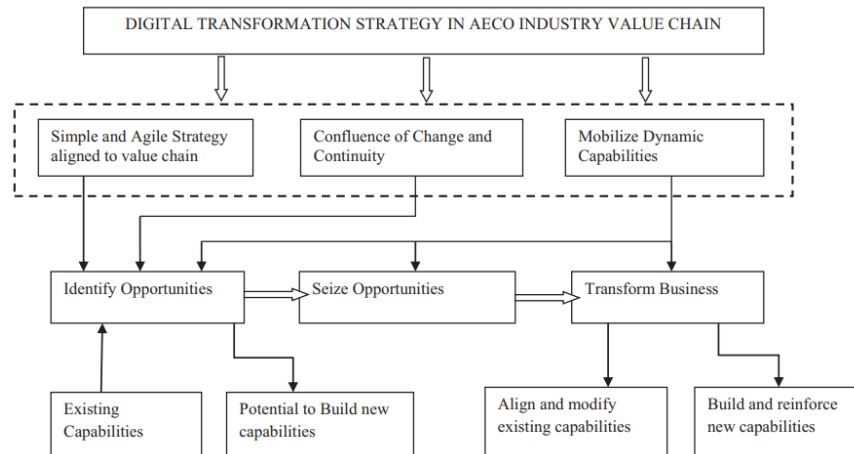 DIGITAL TRANSFORMATION STRATEGY IN AECO INDUSTRY VALUE CHAIN
Simple and Agile Strategy
aligned to value chain
Confluence of Change and
Continuity
Mobilize Dynamic
Capabilities
Identify Opportunities
Seize Opportunities
Transform Business
Existing
Capabilities
Potential to Build new
capabilities
Align and modify
existing capabilities
Build and reinforce
new capabilities